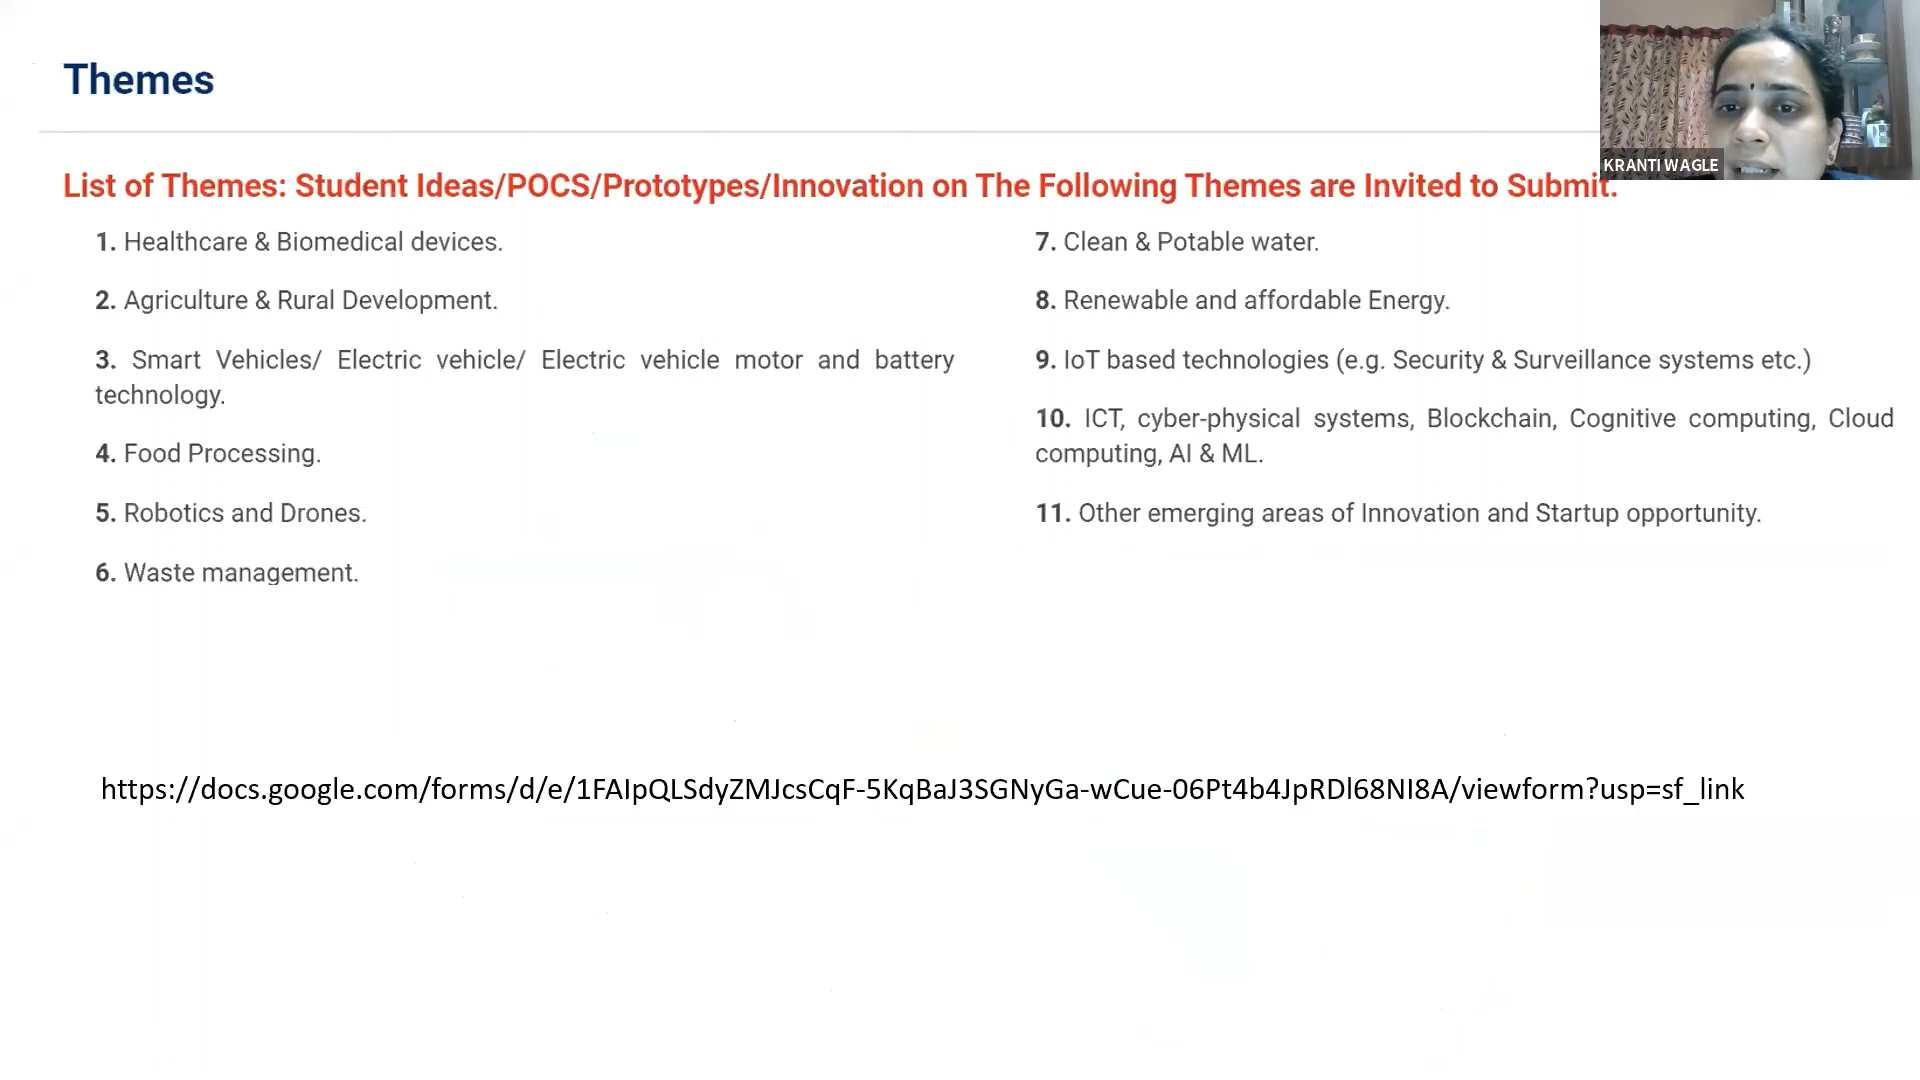 Themes
KRANTI WAGLE
List of Themes: Student Ideas/POCS/Prototypes/Innovation on The Following Themes are Invited to Submit.
1. Healthcare & Biomedical devices.
2. Agriculture & Rural Development.
3. Smart Vehicles/ Electric vehicle/ Electric vehicle motor and battery
technology.
4. Food Processing.
5. Robotics and Drones.
6. Waste management.
7. Clean & Potable water.
8. Renewable and affordable Energy.
9. IoT based technologies (e.g. Security & Surveillance systems etc.)
10. ICT, cyber-physical systems, Blockchain, Cognitive computing, Cloud
computing, AI & ML.
11. Other emerging areas of Innovation and Startup opportunity.
https://docs.google.com/forms/d/e/1FAIpQLSdyZMJcsCqF-5KqBaJ3SGNyGa-wCue-06Pt4b4JpRDl68NI8A/viewform?usp=sf_link